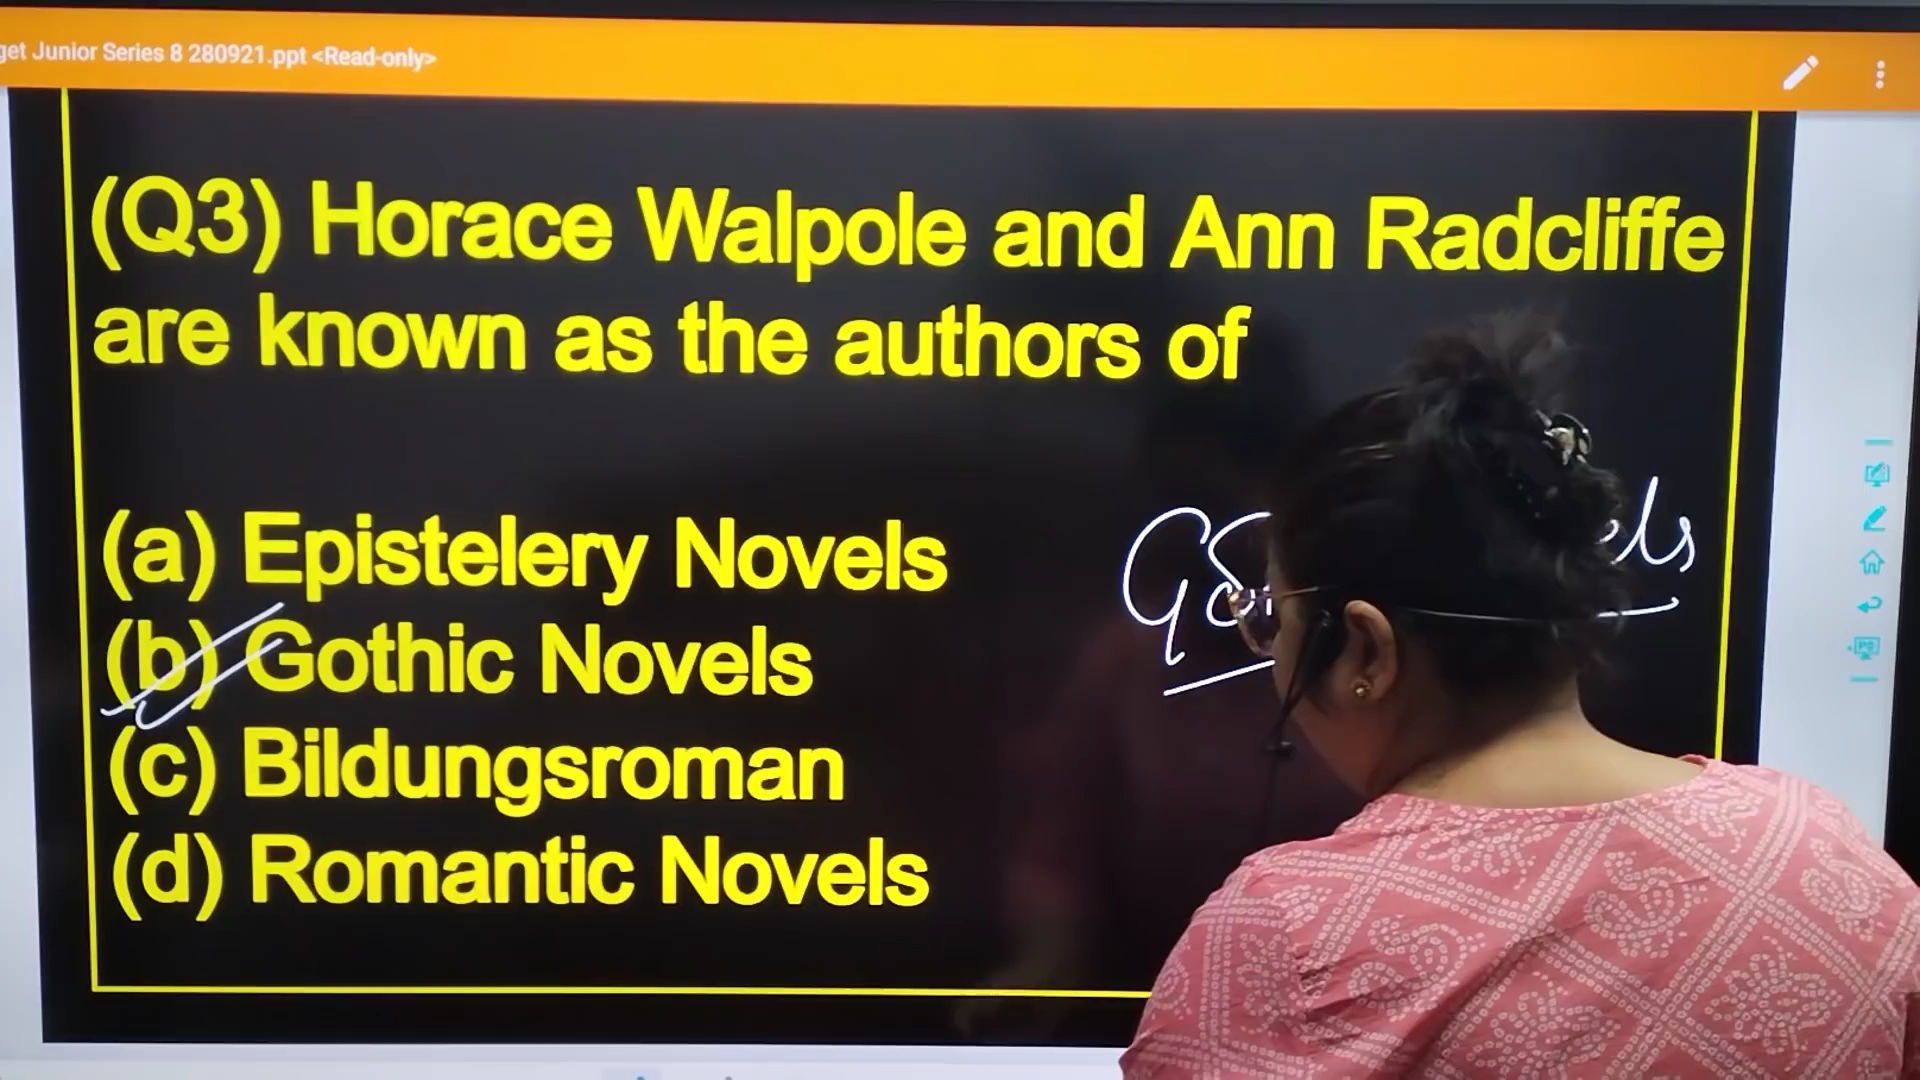 get Junior Series 8 280921.ppt <Read-only>
(Q3) Horace Walpole and Ann Radcliffe
are known as the authors of
(a) Epistelery Novels
(b) Gothic Novels
(c) Bildungsroman
(d) Romantic Novels